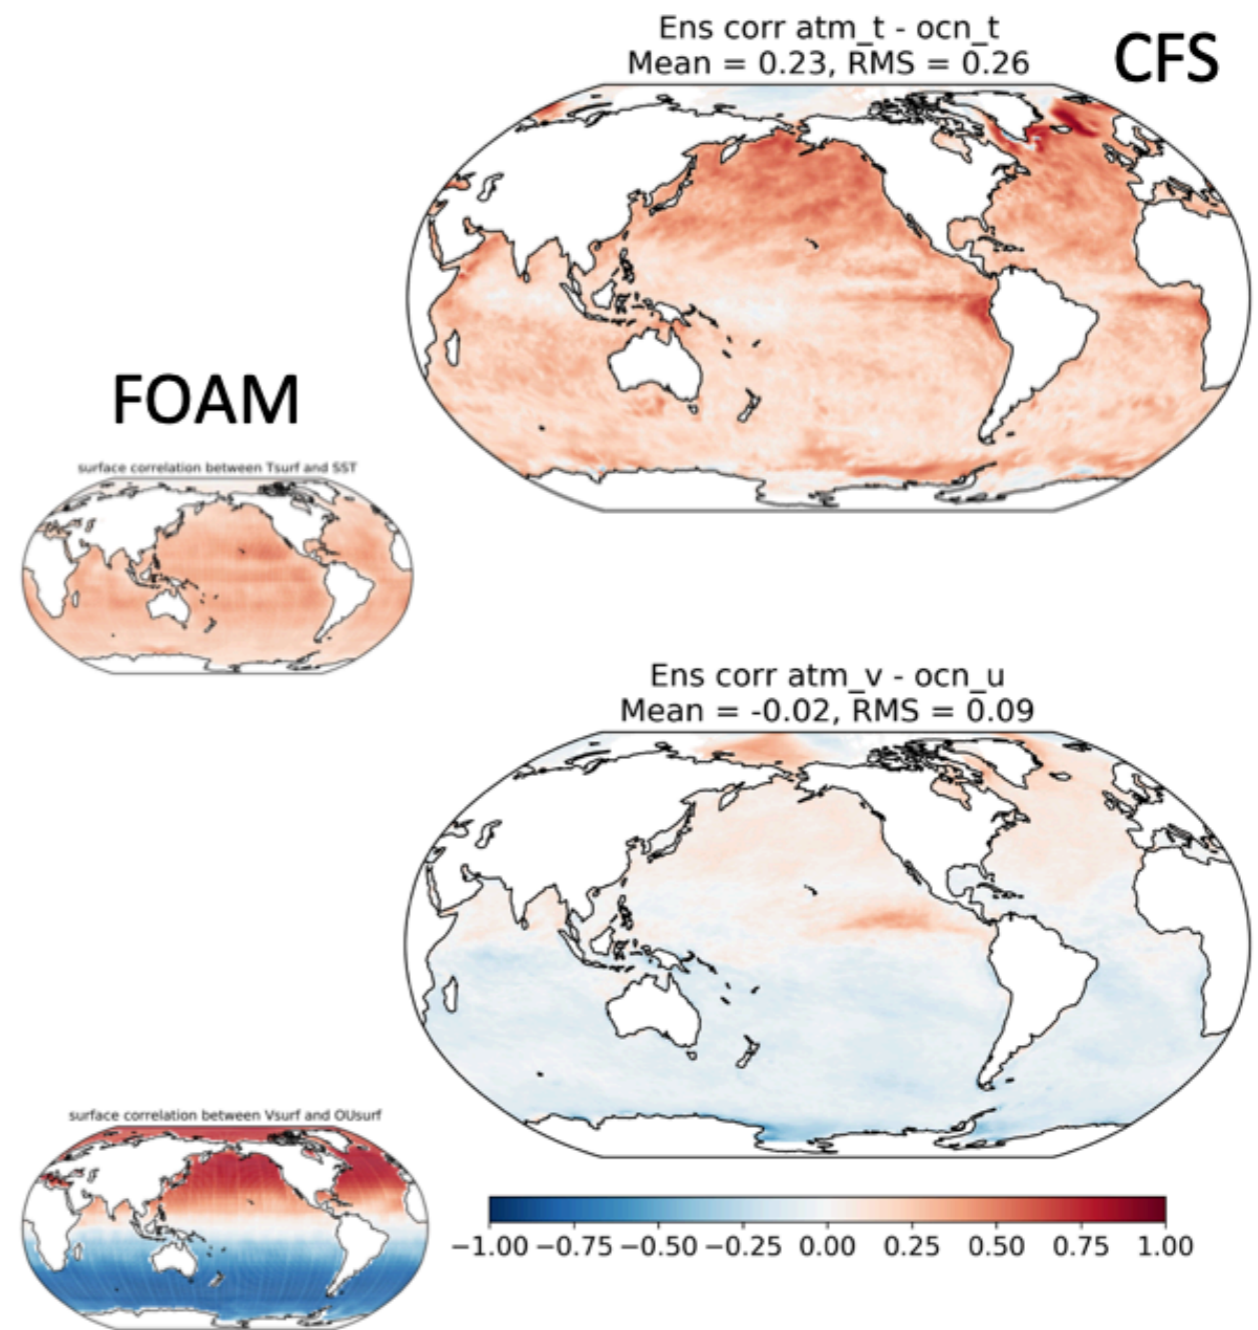 Ens corr atm_t - ocn_t
Mean = 0.23, RMS = 0.26
CFS
FOAM
surface correlation between Tsurf and SST
Ens corr atm_v - ocn_u
Mean = -0.02, RMS = 0.09
surface correlation between Vsurf and OUsurf
−1.00 −0.75 −0.50 −0.25 0.00 0.25 0.50 0.75 1.00